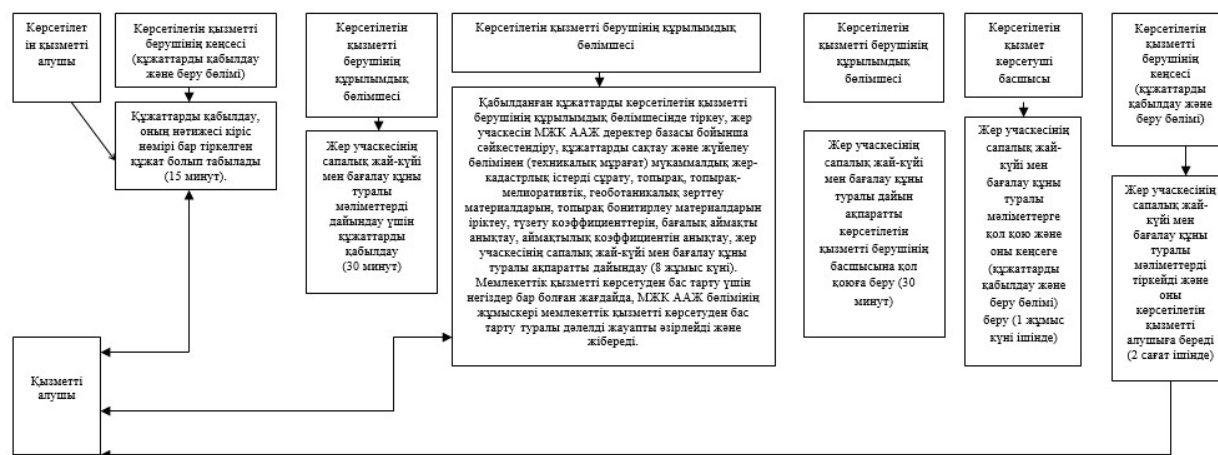 Көрсетілет
ін қызметті
алушы
Көрсетілетін қызметті
берушінің кеңсесі
(құжаттарды қабылдау
және беру бөлімі)
Құжаттарды қабылдау,
оның нәтижесі кіріс
нөмірі бар тіркелген
құжат болып табылады
(15 минут).
Көрсетілетін
қызметті
берушінің
құрылымдық
бөлімшесі
Жер учаскесінің
сапалық жай-күйі
мен бағалау құны
туралы
мәліметтерді
дайындау үшін
құжаттарды
қабылдау
(30 минут)
Көрсетілетін қызметті берушінің құрылымдық
бөлімшесі
Қабылданған құжаттарды көрсетілетін қызметті
берушінің құрылымдық бөлімшесінде тіркеу, жер
учаскесін МЖК ААЖ деректер базасы бойынша
сәйкестендіру, құжаттарды сақтау және жүйелеу
бөлімінен (техникалық мұрағат) мүкаммалдық жер-
кадастрлық істерді сұрату, топырақ, топырақ-
мелиоративтік, геоботаникалық зерттеу
материалдарын, топырақ бонитирлеу материалдарын
іріктеу, түзету коэффициенттерін, бағалық аймақты
анықтау, аймақтылық коэффициентін анықтау, жер
учаскесінің сапалық жай-күйі мен бағалау құны
туралы ақпаратты дайындау (8 жұмыс күні).
Мемлекеттік қызметті көрсетуден бас тарту үшін
негіздер бар болған жағдайда, МЖК ААЖ бөлімінің
жұмыскері мемлекеттік қызметті көрсетуден бас
тарту туралы дәлелді жауапты әзірлейді және
жібереді.
Көрсетілетін
қызметті
берушінің
құрылымдық
бөлімшесі
Жер учаскесінің
сапалық жай-күйі
мен бағалау құны
туралы дайын
ақпаратты
көрсетілетін
қызметті берушінің
басшысына қол
қоюға беру (30
минут)
Көрсетілетін
қызмет
көрсетуші
басшысы
Жер учаскесінің
сапалық жай-
күйі мен
бағалау құны
туралы
мәліметтерге
қол қою және
оны кеңсеге
(құжаттарды
қабылдау және
беру бөлімі)
беру (1 жұмыс
күні ішінде)
Көрсетілетін
қызметті
берушінің
кеңсесі
(құжаттарды
қабылдау және
беру бөлімі)
Жер учаскесінің
сапалық жай-
күйі мен
бағалау құны
туралы
мәліметтерді
тіркейді және
оны
көрсетілетін
қызметті
алушыға береді
(2 сағат ішінде)
Қызметті
алушы